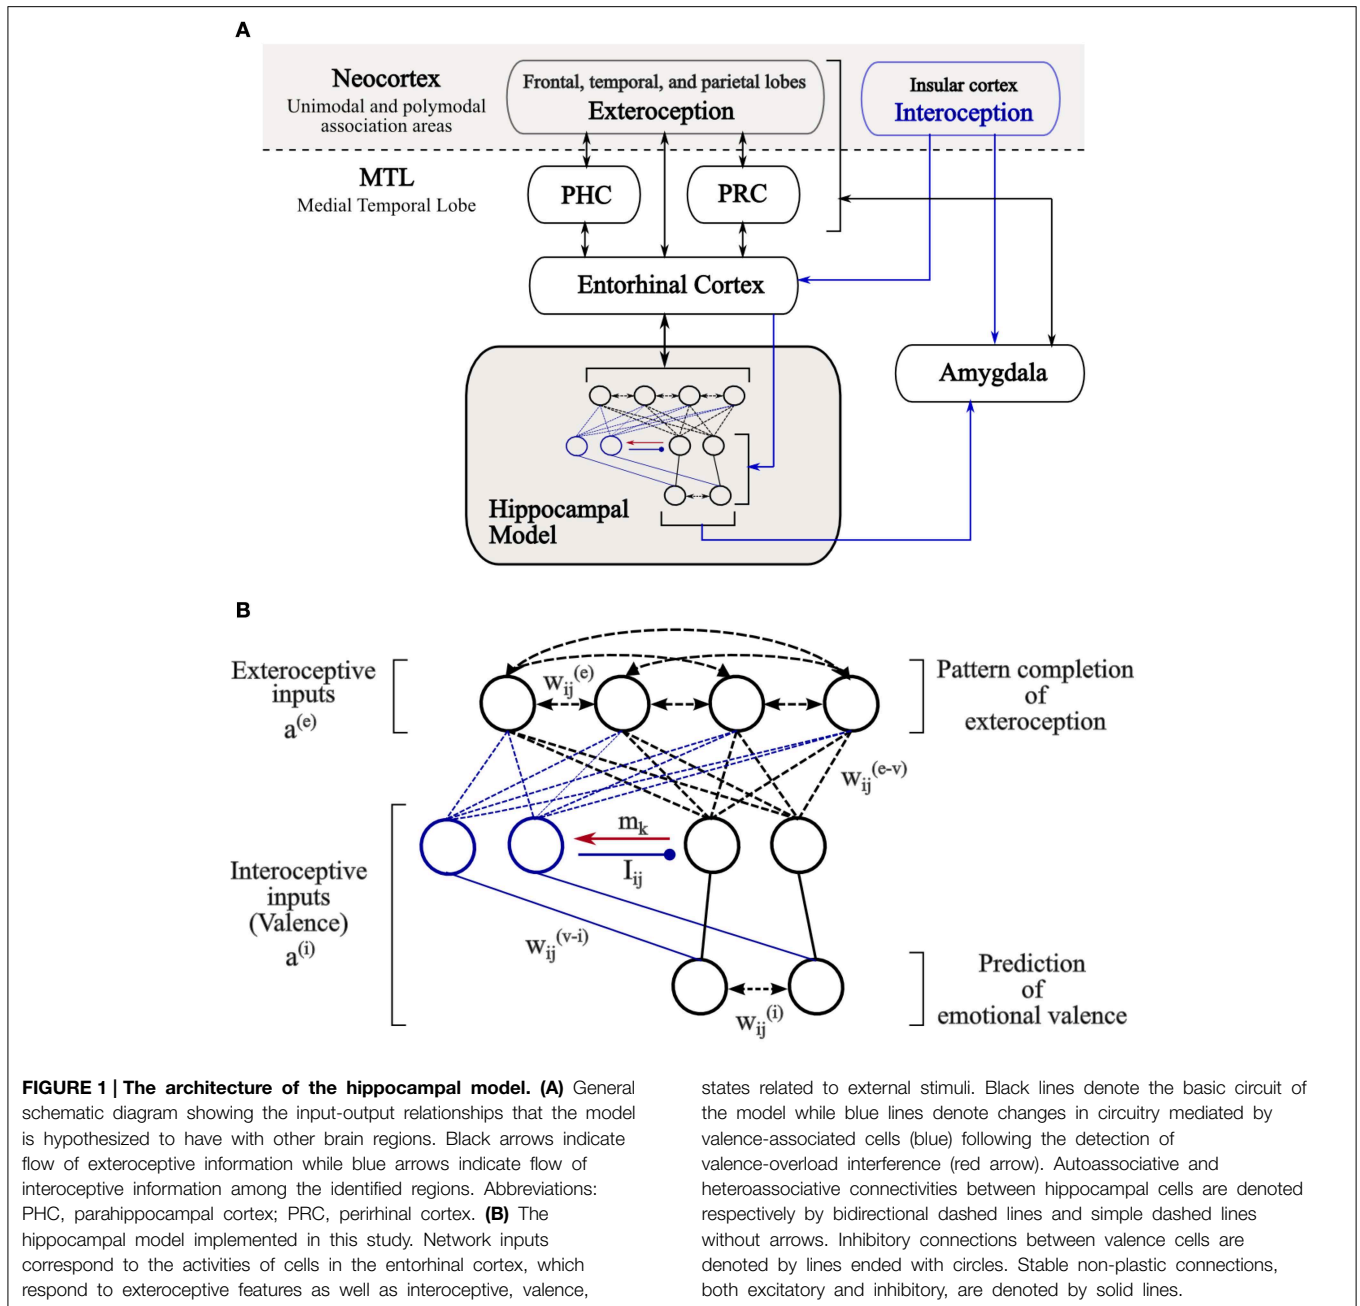 A
Neocortex
Unimodal and polymodal
association areas
Frontal, temporal, and parietal lobes
Exteroception
Insular cortex
Interoception
MTL
Medial Temporal Lobe
PHC
PRC
Entorhinal Cortex
Amygdala
Hippocampal
Model
B
Exteroceptive
inputs
a(e)
wij(e)
Pattern completion
of
exteroception
wij(e-v)
mk
Iij
Interoceptive
inputs
(Valence)
a(i)
wij(v-i)
wij(i)
Prediction
of
emotional valence
FIGURE 1 | The architecture of the hippocampal model. (A) General
schematic diagram showing the input-output relationships that the model
is hypothesized to have with other brain regions. Black arrows indicate
flow of exteroceptive information while blue arrows indicate flow of
interoceptive information among the identified regions. Abbreviations:
PHC, parahippocampal cortex; PRC, perirhinal cortex. (B) The
hippocampal model implemented in this study. Network inputs
correspond to the activities of cells in the entorhinal cortex, which
respond to exteroceptive features as well as interoceptive, valence,
states related to external stimuli. Black lines denote the basic circuit of
the model while blue lines denote changes in circuitry mediated by
valence-associated cells (blue) following the detection of
valence-overload interference (red arrow). Autoassociative and
heteroassociative connectivities between hippocampal cells are denoted
respectively by bidirectional dashed lines and simple dashed lines
without arrows. Inhibitory connections between valence cells are
denoted by lines ended with circles. Stable non-plastic connections,
both excitatory and inhibitory, are denoted by solid lines.